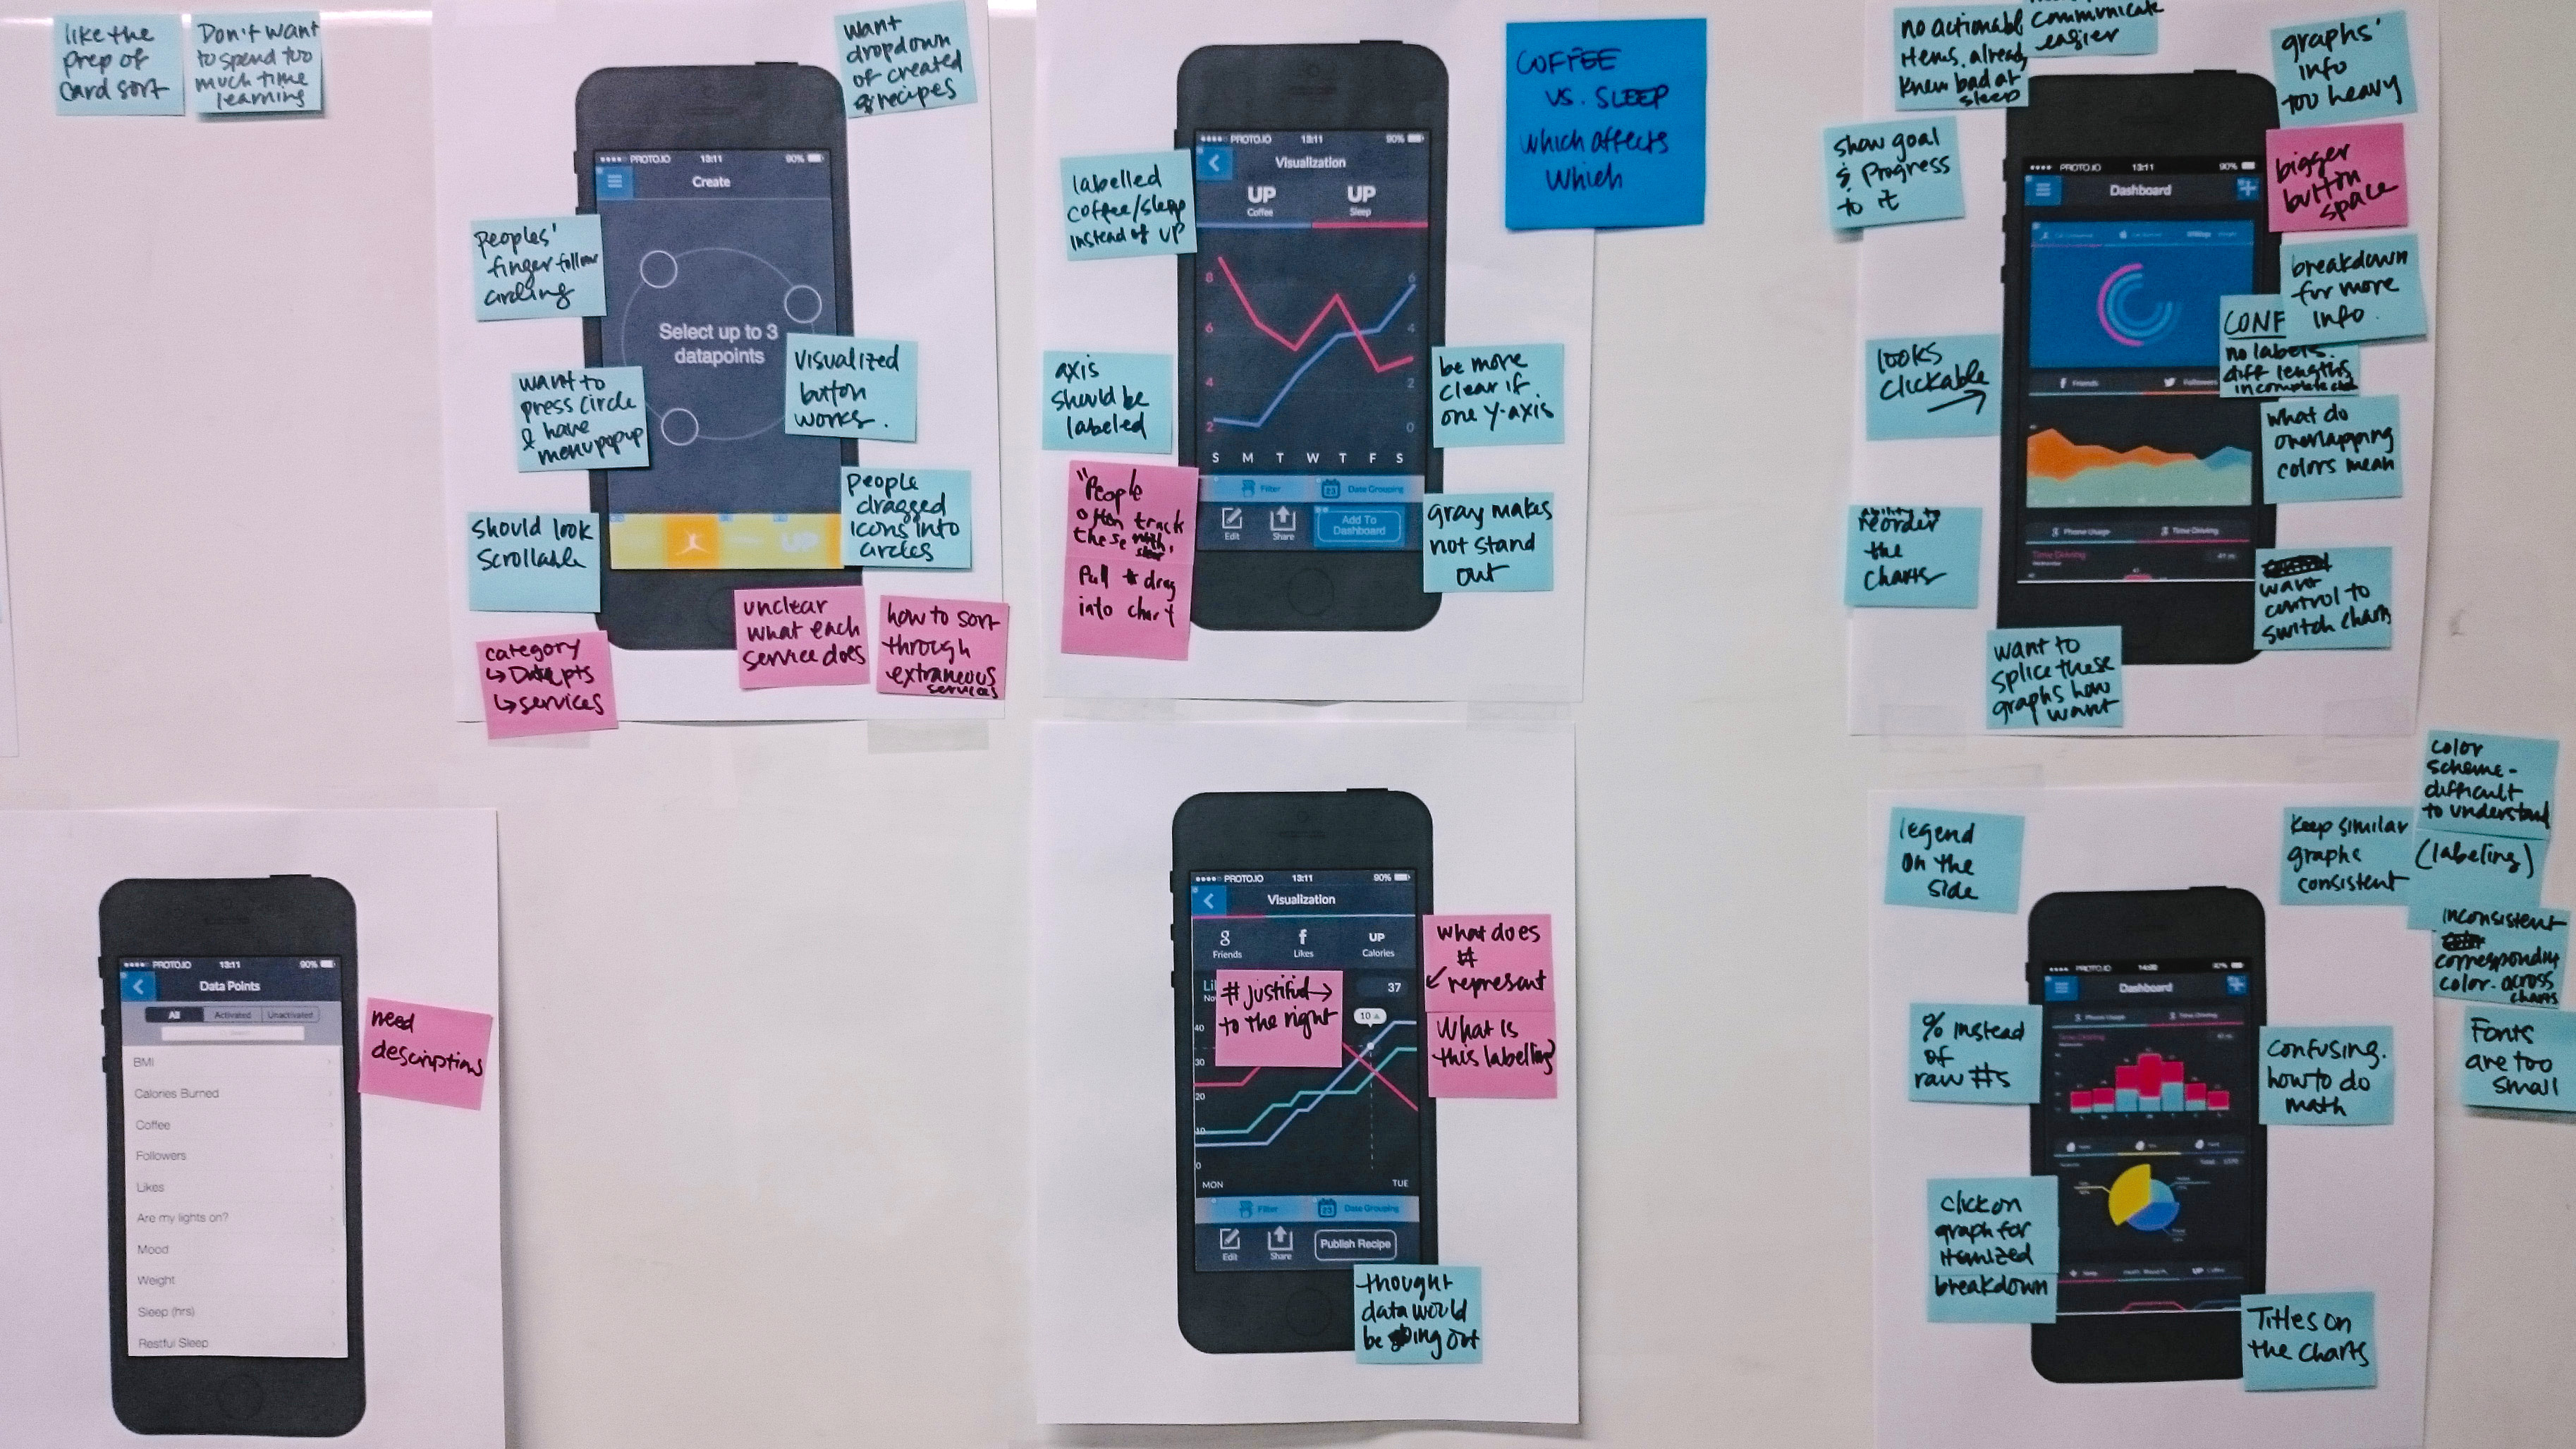 like the
prep of
card sort
Don't want
to spend too
much time
learning
want
dropdown
of created
recipes
PROTO.IO
13:11
90%
Create
Select up to 3
datapoints
UP
peoples'
finger follow
circling
want to
press circle
& have
menu popup
should look
scrollable
category
↳ Data pts
↳ services
visualized
button
works.
people
dragged
icons into
circles
unclear
what each
service does
how to sort
through
extraneous
services
PROTO.IO
13:11
90%
Visualization
UP
Coffee
UP
Sleep
8
6
4
2
6
4
2
0
S M T W T F S
Filter
Date Grouping
Edit
Share
Add To
Dashboard
labelled
coffee/sleep
instead of UP
axis
should be
labeled
"People
often track
these with,
Pull & drag
into chart
COFFEE
VS. SLEEP
which affects
which
be more
clear if
one y-axis
gray makes
not stand
out
no actionable
items. already
knew bad at
sleep
communicate
easier
graphs'
info
too heavy
show goal
& progress
to it
bigger
button
space
breakdown
for more
info.
CONF
no labels.
diff lengths
looks
clickable
→
what do
overlapping
colors mean
ability to
reorder
the
charts
want
control to
switch charts
want to
splice these
graphs how
want
PROTO.IO
13:11
90%
Dashboard
Friends
Followers
Phone Usage
Time Driving
Time Driving
PROTO.IO
13:11
90%
Data Points
All
Activated
Unactivated
BMI
Calories Burned
Coffee
Followers
Likes
Are my lights on?
Mood
Weight
Sleep (hrs)
Restful Sleep
need
descriptions
PROTO.IO
13:11
90%
Visualization
g
Friends
f
Likes
UP
Calories
37
10
40
30
20
10
0
MON
TUE
Filter
Date Grouping
Edit
Share
Publish Recipe
# justified →
to the right
what does
#
represent
What is
this labelling?
thought
data would
be going out
legend
on the
side
keep similar
graphs
consistent
color
scheme-
difficult
to understand
(labeling)
inconsistent
corresponding
color- across
charts
Fonts
are too
small
% instead
of
raw #s
confusing.
how to do
math
click on
graph for
itemized
breakdown
Titles on
the charts
PROTO.IO
Dashboard
Phone Usage
Time Driving
Time Driving